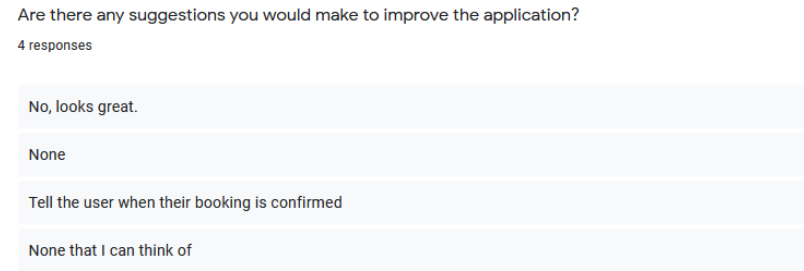 Are there any suggestions you would make to improve the application?
4 responses
No, looks great.
None
Tell the user when their booking is confirmed
None that I can think of